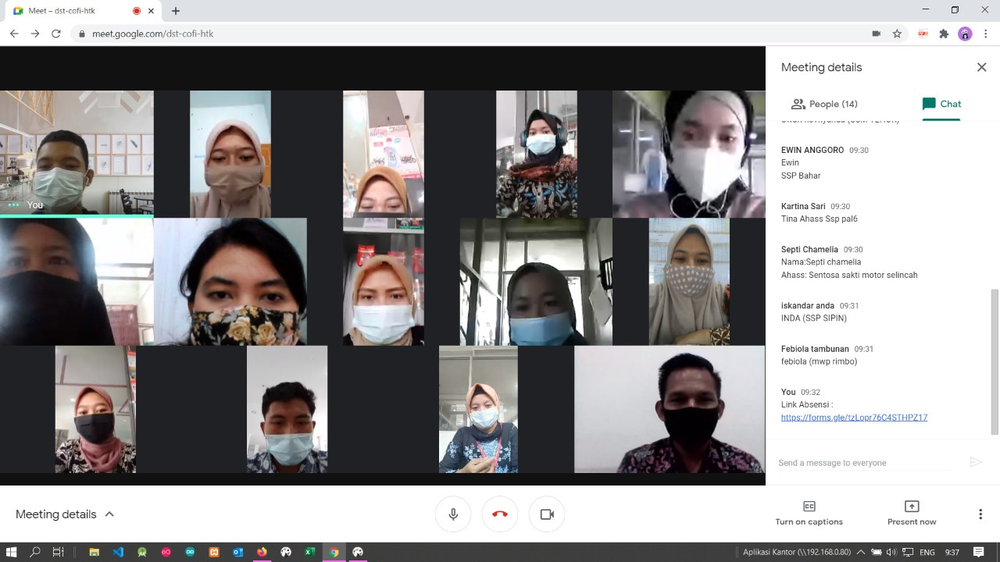 Meet – dst-cofi-htk
meet.google.com/dst-cofi-htk
Meeting details
People (14)
Chat
EWIN ANGGORO 09:30
Ewin
SSP Bahar
Kartina Sari 09:30
Tina Ahass Ssp pal6
Septi Chamelia 09:30
Nama:Septi chamelia
Ahass: Sentosa sakti motor selincah
iskandar anda 09:31
INDA (SSP SIPIN)
Febiola tambunan 09:31
febiola (mwp rimbo)
You 09:32
Link Absensi :
https://forms.gle/tzLopr76C4STHPZ17
Send a message to everyone
You
Meeting details
Turn on captions
Present now
Aplikasi Kantor (\\192.168.0.80)
ENG
9:37